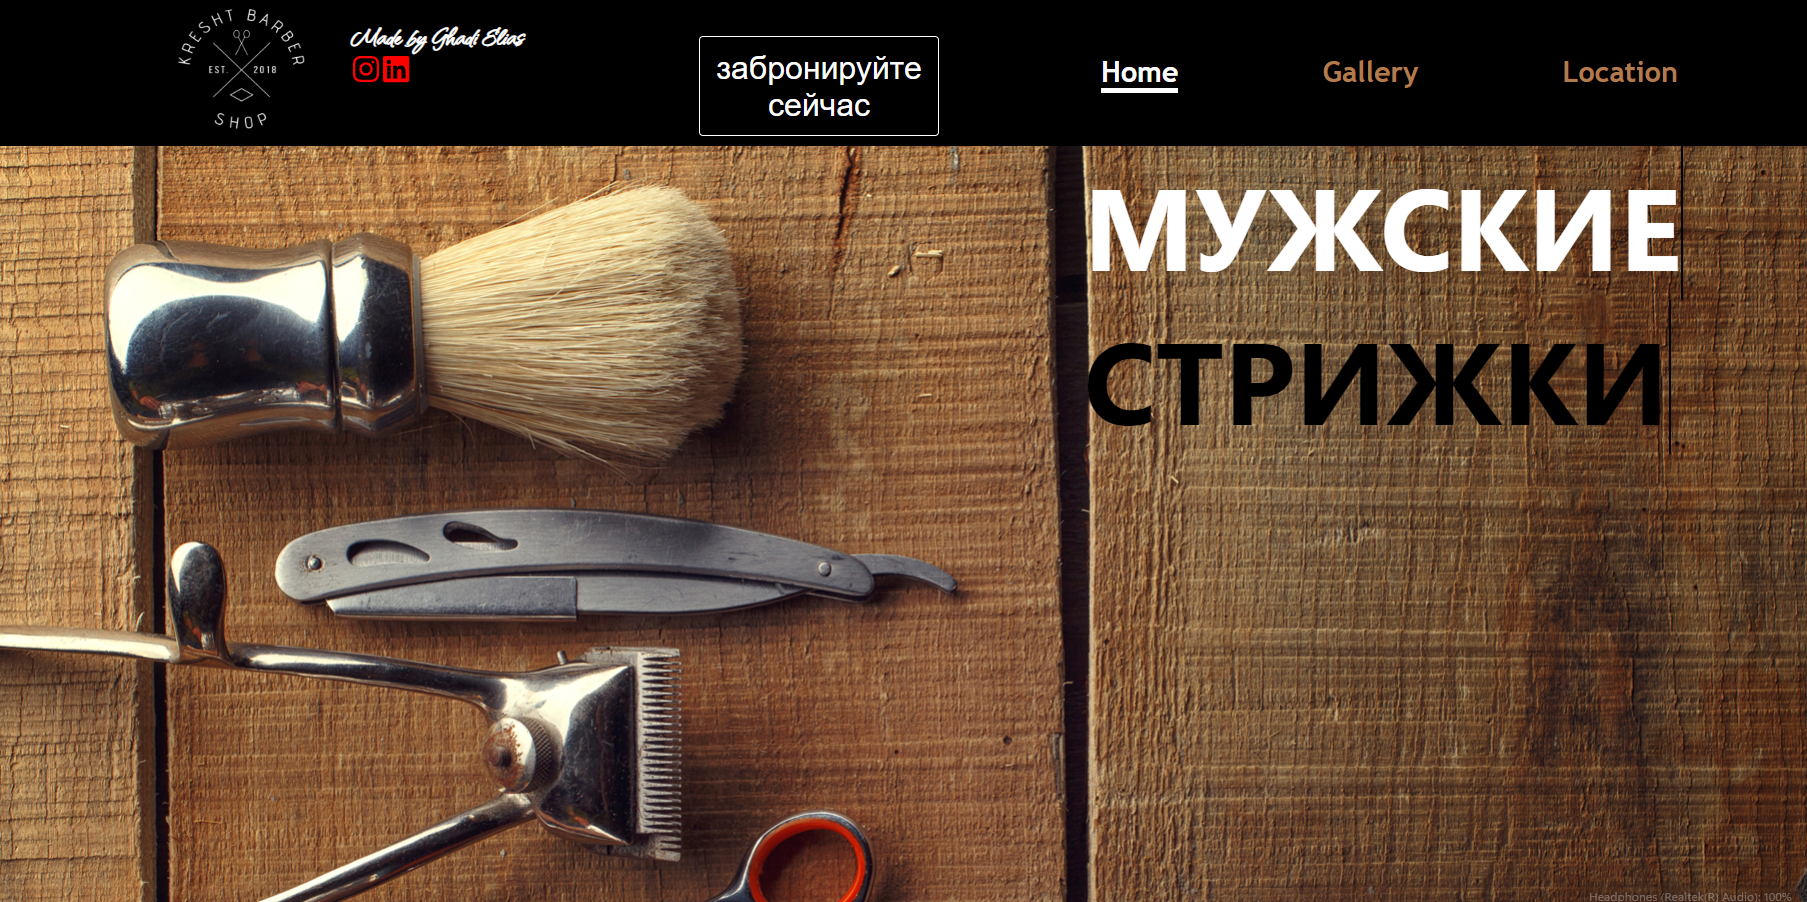 KRESHT BARBER
EST. 2018
SHOP
Made by Ghadi Elias
забронируйте
сейчас
Home
Gallery
Location
МУЖСКИЕ
СТРИЖКИ
Headphones (Realtek(R) Audio): 100%